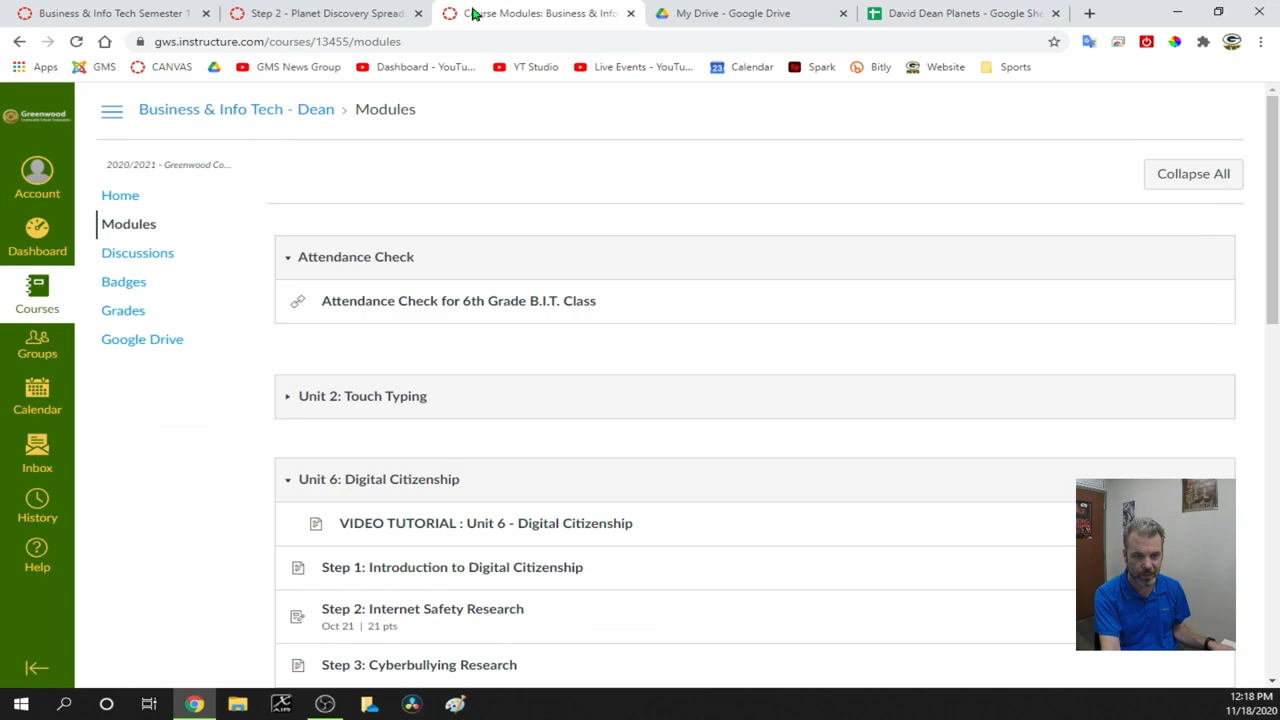 Business & Info Tech Semester 1
Step 2 - Planet Discovery Spread
Course Modules: Business & Info
My Drive - Google Drive
David Dean Planets - Google She
gws.instructure.com/courses/13455/modules
Apps
GMS
CANVAS
GMS News Group
Dashboard - YouTu...
YT Studio
Live Events - YouTu...
Calendar
Spark
Bitly
Website
Sports
Greenwood
Business & Info Tech - Dean › Modules
2020/2021 - Greenwood Co...
Collapse All
Account
Dashboard
Courses
Groups
Calendar
Inbox
History
Help
Home
Modules
Discussions
Badges
Grades
Google Drive
Attendance Check
Attendance Check for 6th Grade B.I.T. Class
Unit 2: Touch Typing
Unit 6: Digital Citizenship
VIDEO TUTORIAL : Unit 6 - Digital Citizenship
Step 1: Introduction to Digital Citizenship
Step 2: Internet Safety Research
Oct 21 | 21 pts
Step 3: Cyberbullying Research
12:18 PM
11/18/2020